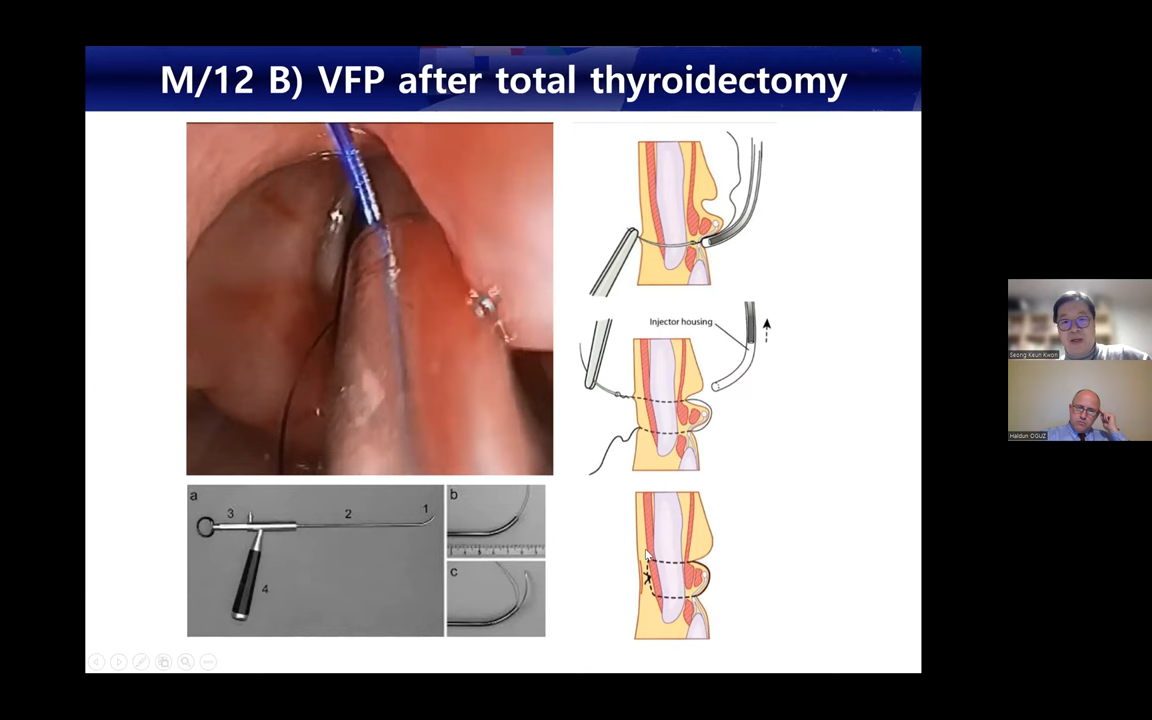 M/12 B) VFP after total thyroidectomy
Injector housing
a
3
2
1
4
b
c
Seong Keun Kwon
Haldun OGUZ